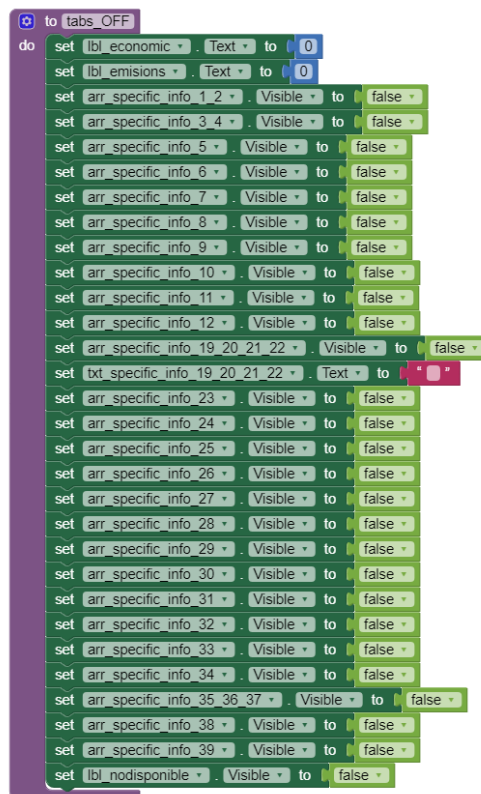 to tabs_OFF
do set lbl_economic . Text to 0
set lbl_emisions . Text to 0
set arr_specific_info_1_2 . Visible to false
set arr_specific_info_3_4 . Visible to false
set arr_specific_info_5 . Visible to false
set arr_specific_info_6 . Visible to false
set arr_specific_info_7 . Visible to false
set arr_specific_info_8 . Visible to false
set arr_specific_info_9 . Visible to false
set arr_specific_info_10 . Visible to false
set arr_specific_info_11 . Visible to false
set arr_specific_info_12 . Visible to false
set arr_specific_info_19_20_21_22 . Visible to false
set txt_specific_info_19_20_21_22 . Text to “ ”
set arr_specific_info_23 . Visible to false
set arr_specific_info_24 . Visible to false
set arr_specific_info_25 . Visible to false
set arr_specific_info_26 . Visible to false
set arr_specific_info_27 . Visible to false
set arr_specific_info_28 . Visible to false
set arr_specific_info_29 . Visible to false
set arr_specific_info_30 . Visible to false
set arr_specific_info_31 . Visible to false
set arr_specific_info_32 . Visible to false
set arr_specific_info_33 . Visible to false
set arr_specific_info_34 . Visible to false
set arr_specific_info_35_36_37 . Visible to false
set arr_specific_info_38 . Visible to false
set arr_specific_info_39 . Visible to false
set lbl_nodisponible . Visible to false